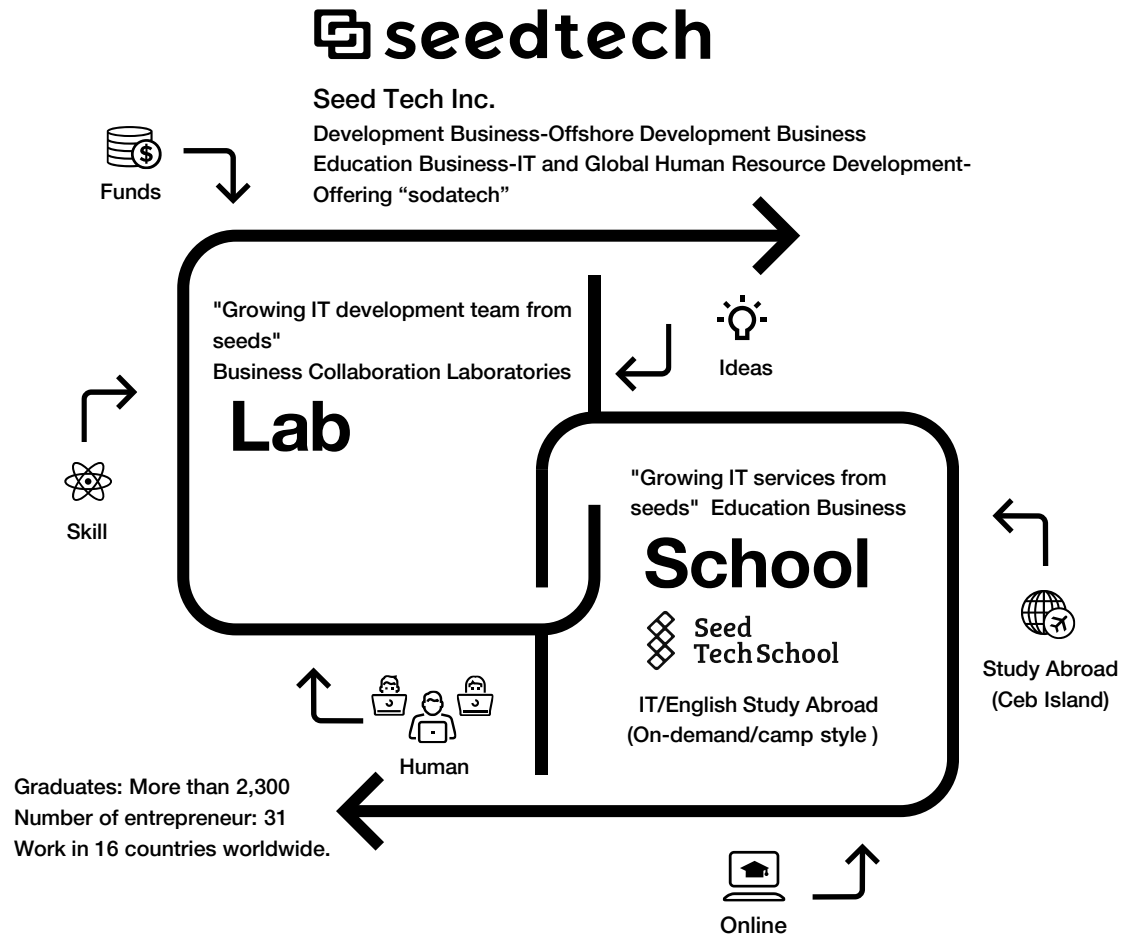 seedtech
Seed Tech Inc.
Development Business-Offshore Development Business
Education Business-IT and Global Human Resource Development-
Offering “sodatech”
Funds
"Growing IT development team from
seeds"
Business Collaboration Laboratories
Lab
Ideas
Skill
"Growing IT services from
seeds" Education Business
School
Seed
Tech School
IT/English Study Abroad
(On-demand/camp style )
Study Abroad
(Ceb Island)
Human
Graduates: More than 2,300
Number of entrepreneur: 31
Work in 16 countries worldwide.
Online